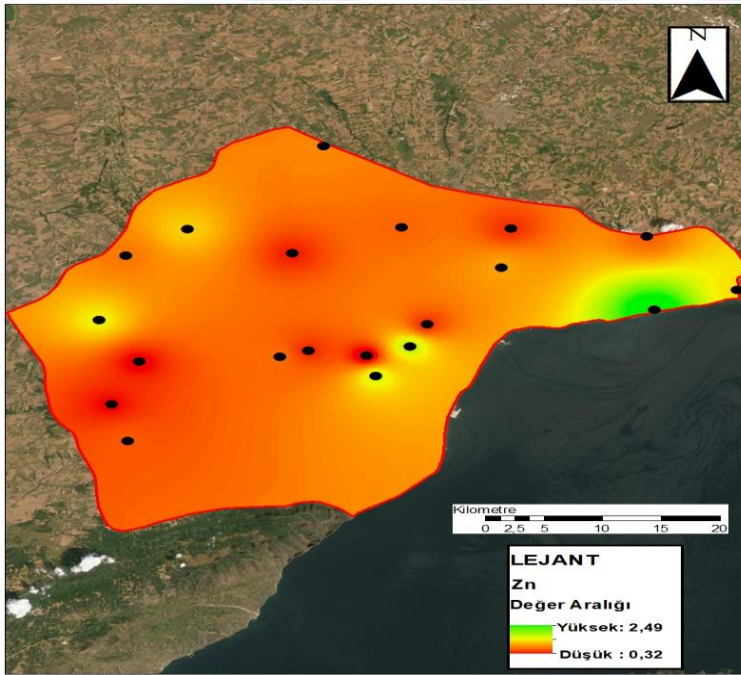 N
Kilometre
0 2,5 5 10 15 20
LEJANT
Zn
Değer Aralığı
Yüksek: 2,49
Düşük : 0,32